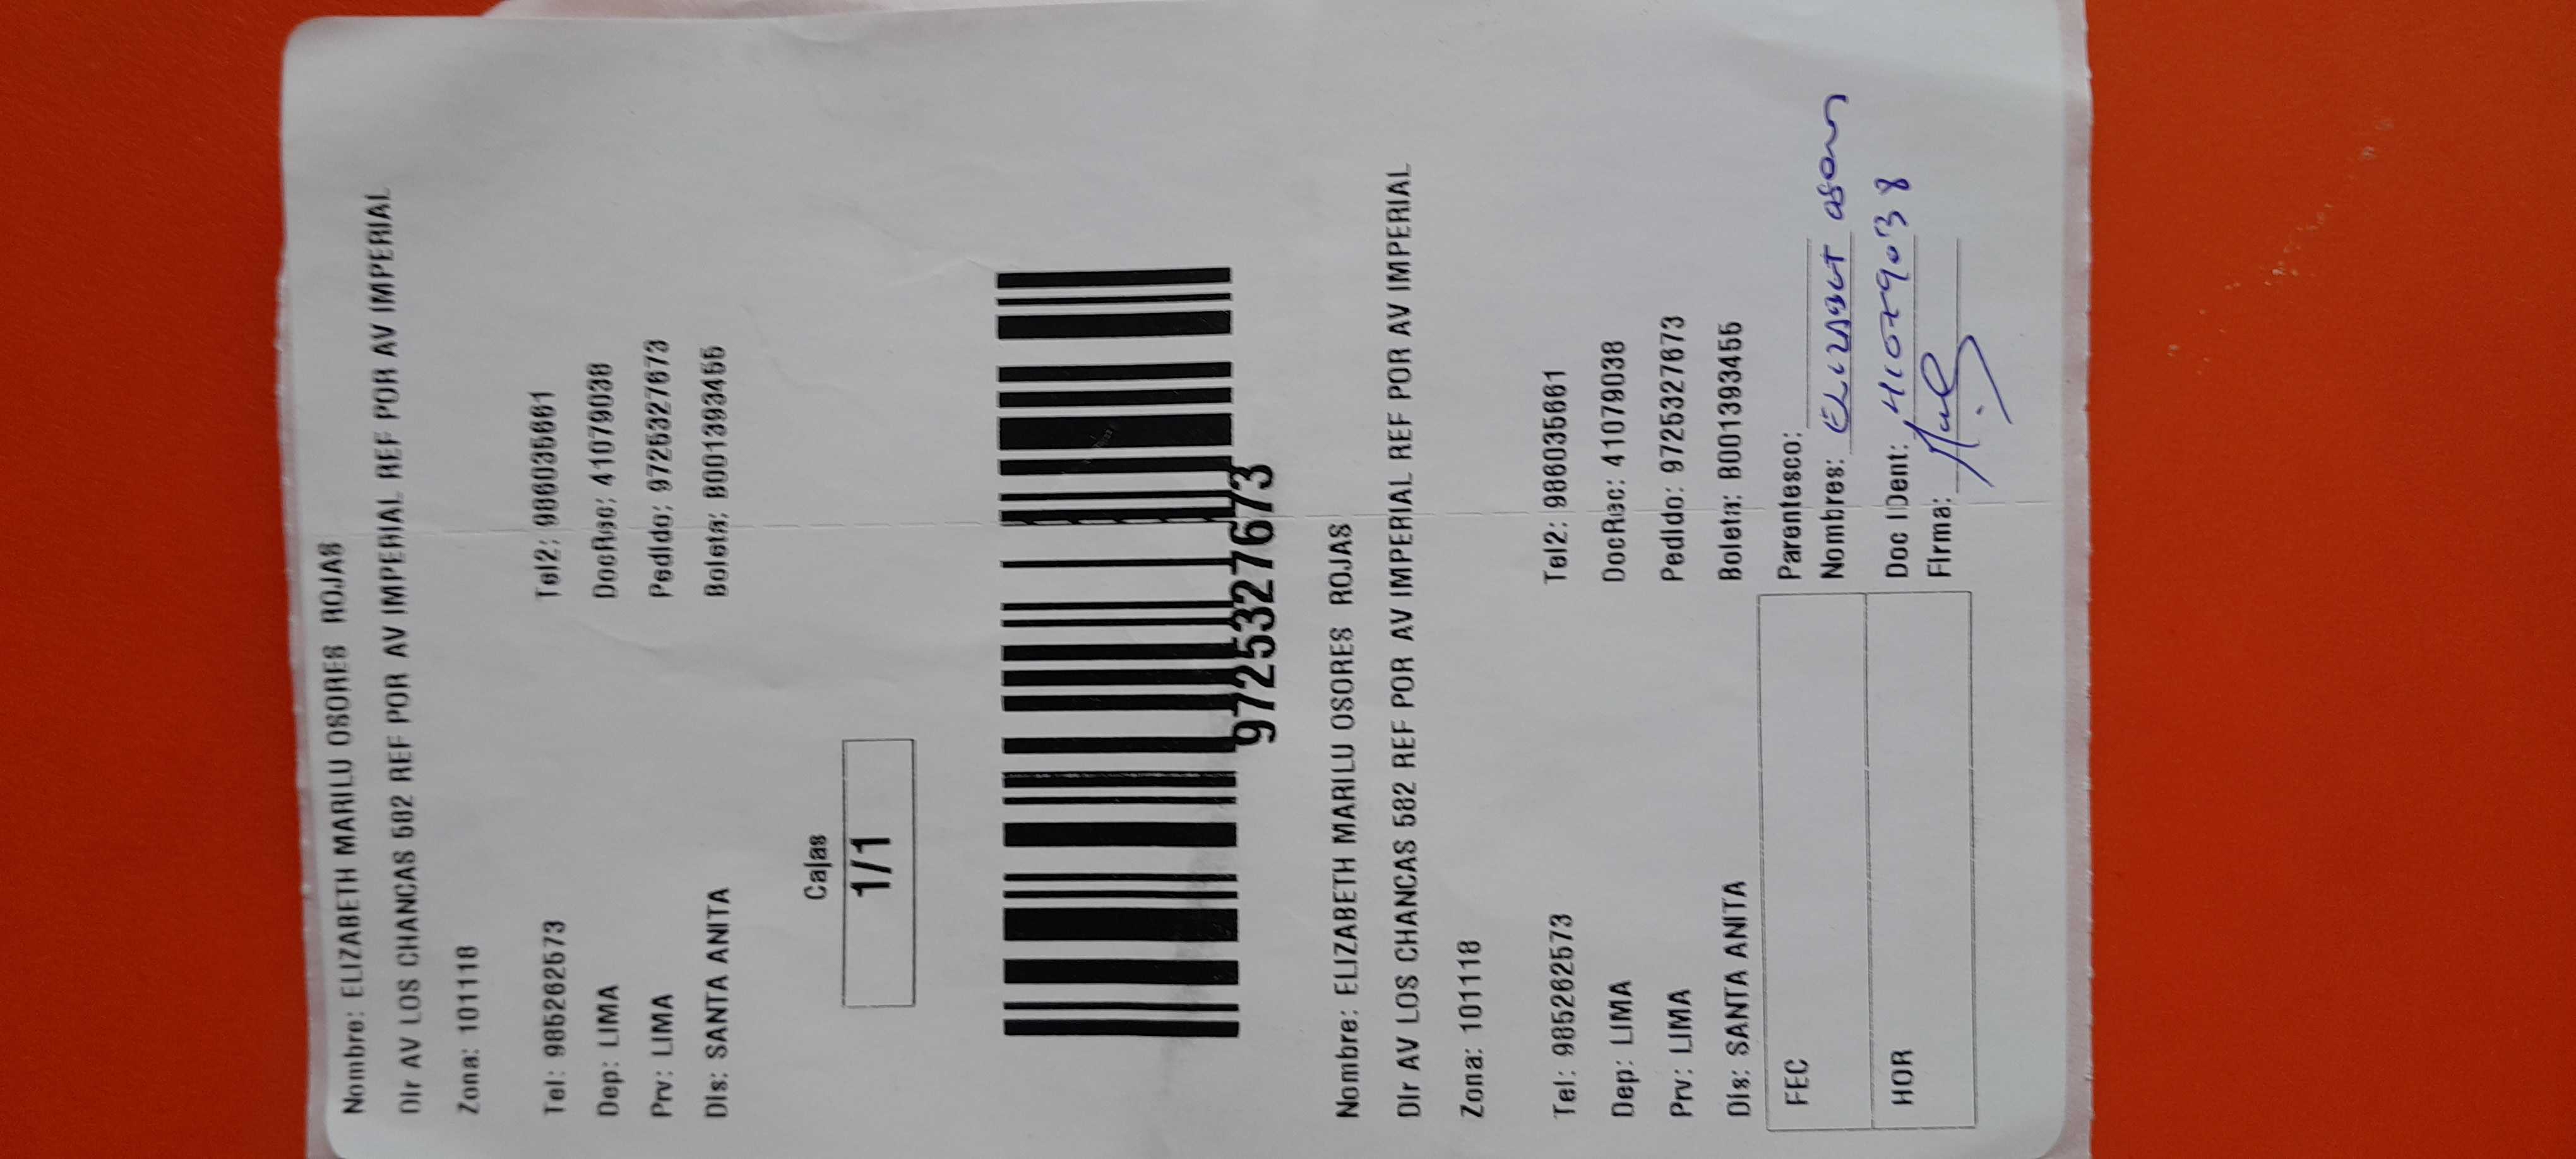 Nombre: ELIZABETH MARILU OSORES ROJAS
DIr AV LOS CHANCAS 582 REF POR AV IMPERIAL REF POR AV IMPERIAL
Zona: 101118
Tel: 985262573 Tel2: 986035661
Dep: LIMA DocRec: 41079038
Prv: LIMA PedIdo: 9725327673
DIs: SANTA ANITA Boleta: B001393455
Cajas
1/1
9725327673
Nombre: ELIZABETH MARILU OSORES ROJAS
DIr AV LOS CHANCAS 582 REF POR AV IMPERIAL REF POR AV IMPERIAL
Zona: 101118
Tel: 985262573 Tel2: 986035661
Dep: LIMA DocRec: 41079038
Prv: LIMA PedIdo: 9725327673
DIs: SANTA ANITA Boleta: B001393455
FEC Parentesco:
Nombres: ELIZABET
HOR Doc IDent: 41079038
FIrma: